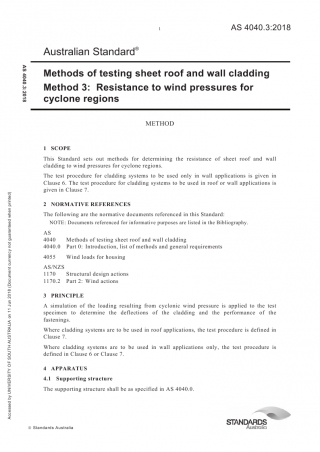 1
AS 4040.3:2018
Australian Standard®
Methods of testing sheet roof and wall cladding
Method 3: Resistance to wind pressures for
cyclone regions
METHOD
1 SCOPE
This Standard sets out methods for determining the resistance of sheet roof and wall
cladding to wind pressures for cyclone regions.
The test procedure for cladding systems to be used only in wall applications is given in
Clause 6. The test procedure for cladding systems to be used in roof or wall applications is
given in Clause 7.
2 NORMATIVE REFERENCES
The following are the normative documents referenced in this Standard:
NOTE: Documents referenced for informative purposes are listed in the Bibliography.
AS
4040 Methods of testing sheet roof and wall cladding
4040.0 Part 0: Introduction, list of methods and general requirements
4055 Wind loads for housing
AS/NZS
1170 Structural design actions
1170.2 Part 2: Wind actions
3 PRINCIPLE
A simulation of the loading resulting from cyclonic wind pressure is applied to the test
specimen to determine the deflections of the cladding and the performance of the
fastenings.
Where cladding systems are to be used in roof applications, the test procedure is defined in
Clause 7.
Where cladding systems are to be used in wall applications only, the test procedure is
defined in Clause 6 or Clause 7.
4 APPARATUS
4.1 Supporting structure
The supporting structure shall be as specified in AS 4040.0.
© Standards Australia
STANDARDS
Australia
AS 4040.3:2018
Accessed by UNIVERSITY OF SOUTH AUSTRALIA on 11 Jul 2018 (Document currency not guaranteed when printed)